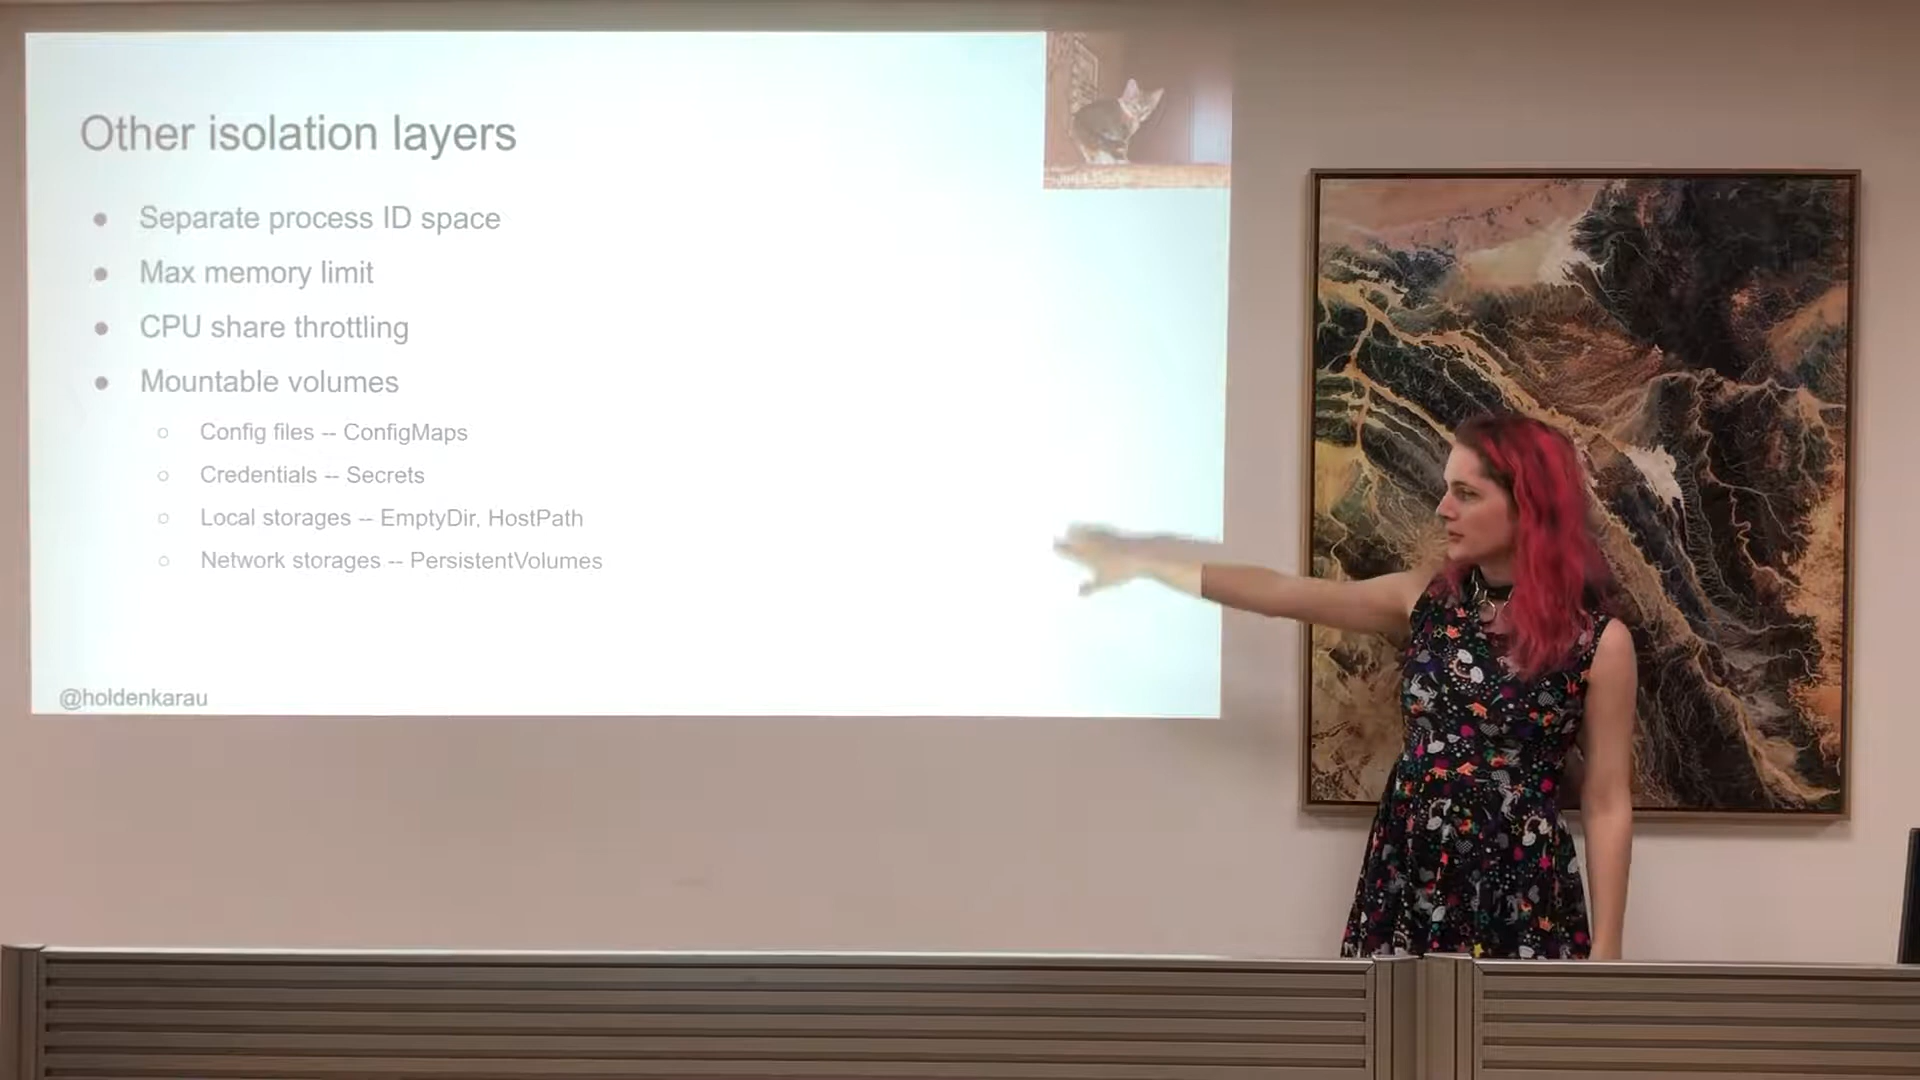 Other isolation layers
● Separate process ID space
● Max memory limit
● CPU share throttling
● Mountable volumes
○ Config files -- ConfigMaps
○ Credentials -- Secrets
○ Local storages -- EmptyDir, HostPath
○ Network storages -- PersistentVolumes
@holdenkarau